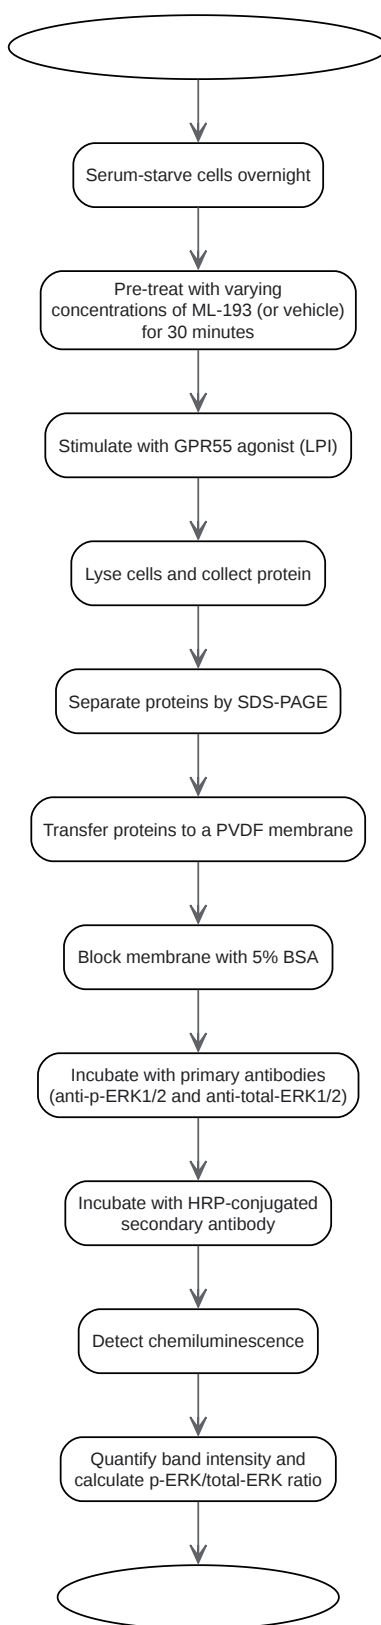 Serum-starve cells overnight
Pre-treat with varying
concentrations of ML-193 (or vehicle)
for 30 minutes
Stimulate with GPR55 agonist (LPI)
Lyse cells and collect protein
Separate proteins by SDS-PAGE
Transfer proteins to a PVDF membrane
Block membrane with 5% BSA
Incubate with primary antibodies
(anti-p-ERK1/2 and anti-total-ERK1/2)
Incubate with HRP-conjugated
secondary antibody
Detect chemiluminescence
Quantify band intensity and
calculate p-ERK/total-ERK ratio